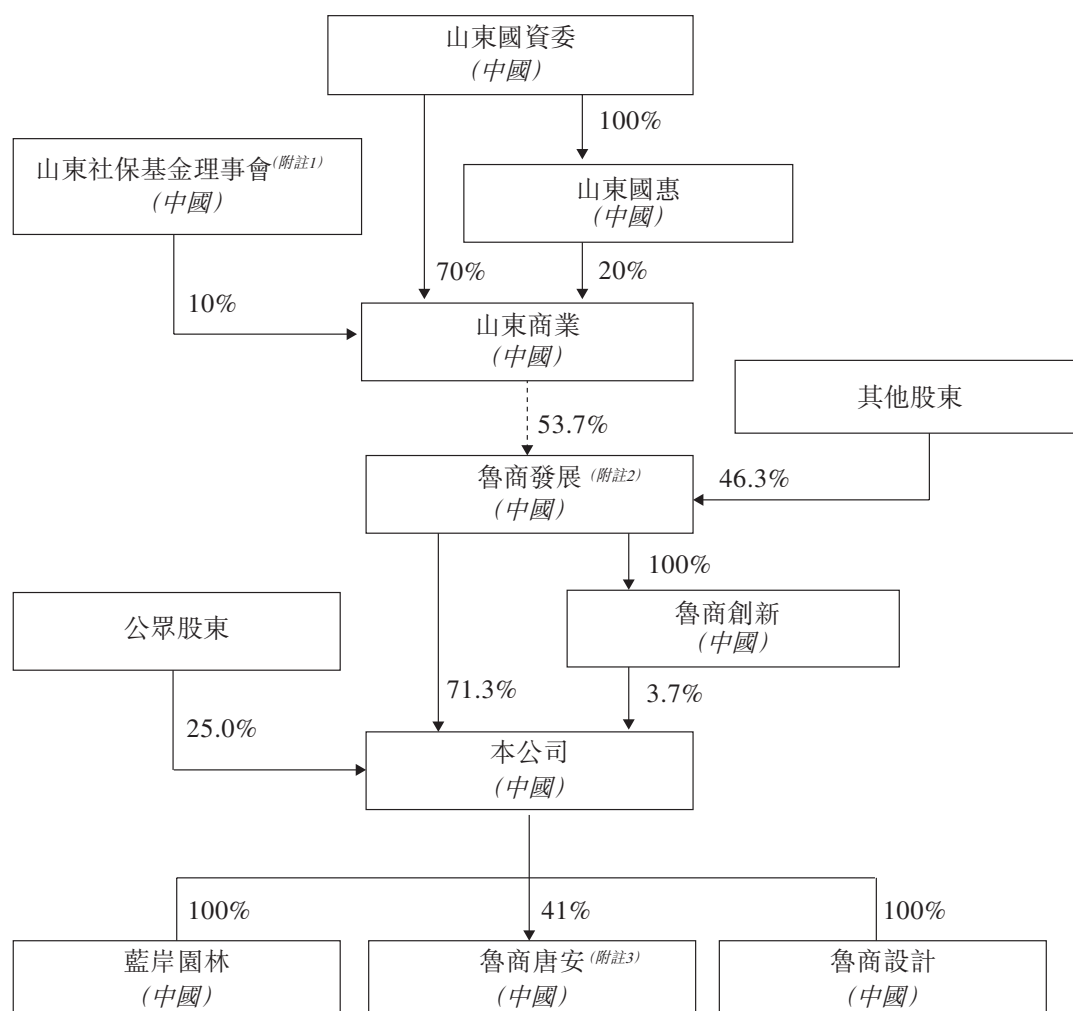 山東國資委
(中國)
100%
山東社保基金理事會(附註1)
(中國)
山東國惠
(中國)
70%
20%
10%
山東商業
(中國)
其他股東
53.7%
魯商發展 (附註2)
(中國)
46.3%
100%
公眾股東
魯商創新
(中國)
71.3%
3.7%
25.0%
本公司
(中國)
100%
41%
100%
藍岸園林
(中國)
魯商唐安(附註3)
(中國)
魯商設計
(中國)